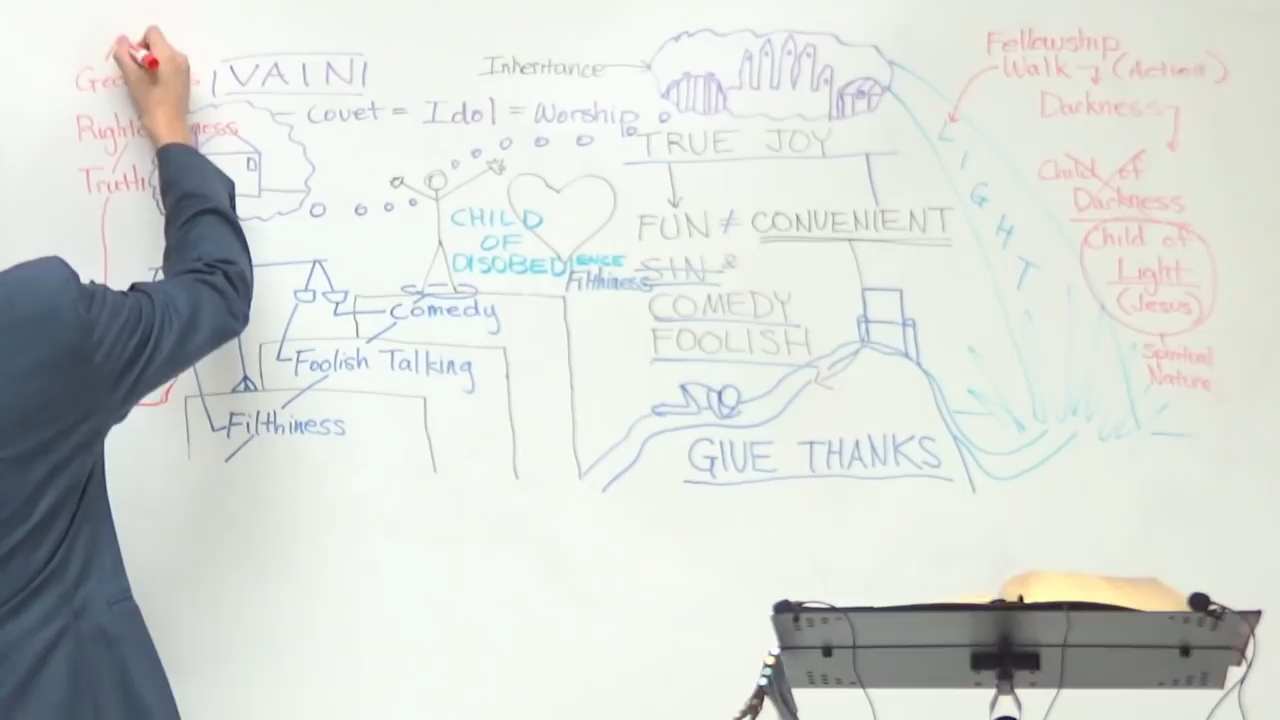 VAIN
Covet = Idol = Worship
Truth
Inheritance
TRUE JOY
FUN ≠ CONVENIENT
SIN &
COMEDY
FOOLISH
GIVE THANKS
CHILD
OF
DISOBEDIENCE
Filthiness
Comedy
Foolish Talking
Filthiness
LIGHT
Fellowship
Walk → (Action)
Darkness
Child of
Darkness
Child of
Light
(Jesus)
Spiritual
Nature